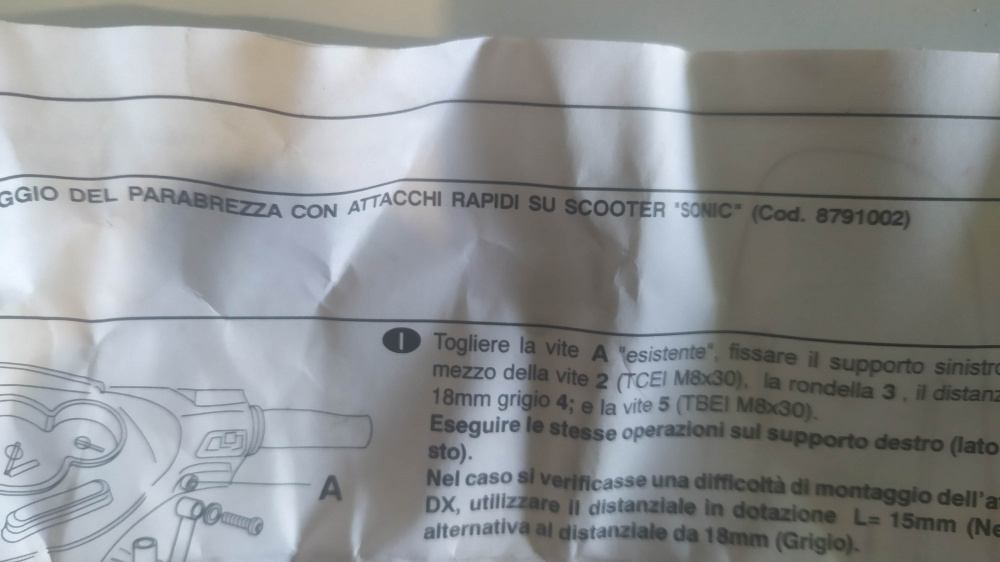 GGIO DEL PARABREZZA CON ATTACCHI RAPIDI SU SCOOTER "SONIC" (Cod. 8791002)
I Togliere la vite A "esistente", fissare il supporto sinistro
mezzo della vite 2 (TCEI M8x30), la rondella 3 , il distanz
18mm grigio 4; e la vite 5 (TBEI M8x30).
Eseguire le stesse operazioni sul supporto destro (lato
sto).
Nel caso si verificasse una difficoltà di montaggio dell'a
DX, utilizzare il distanziale in dotazione L= 15mm (Ne
alternativa al distanziale da 18mm (Grigio).
A